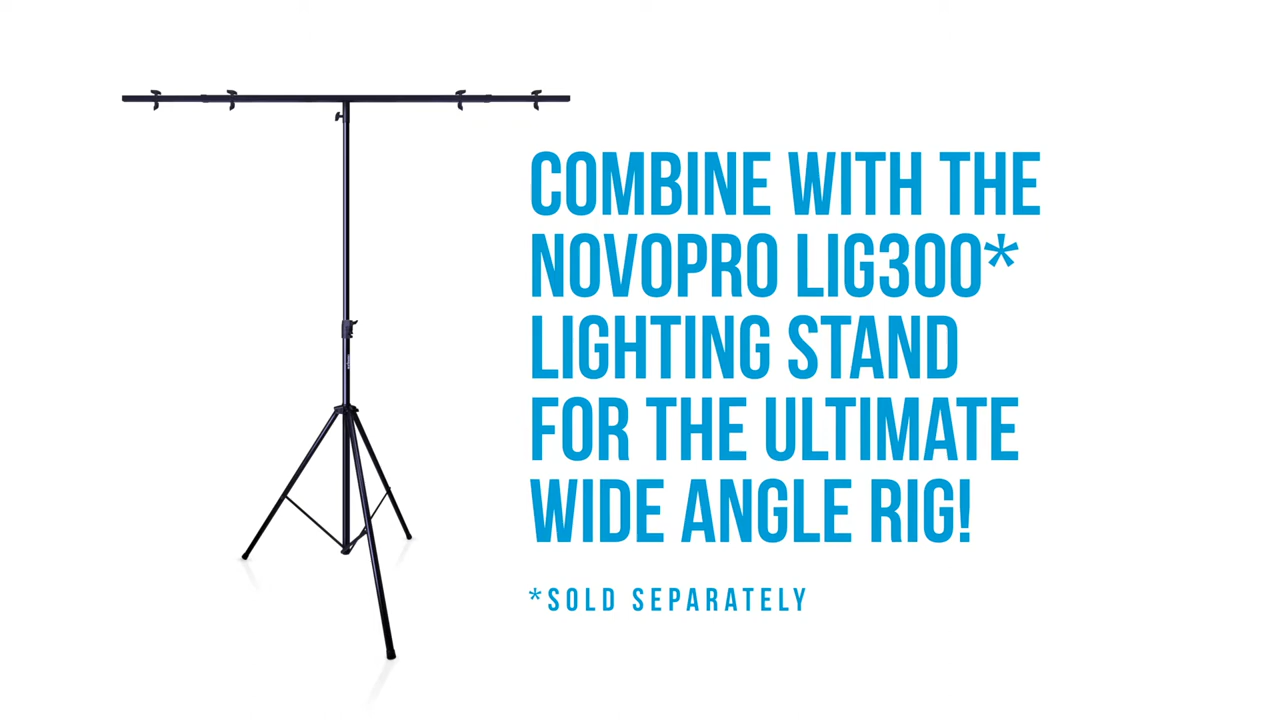 COMBINE WITH THE
NOVOPRO LIG300*
LIGHTING STAND
FOR THE ULTIMATE
WIDE ANGLE RIG!
*SOLD SEPARATELY